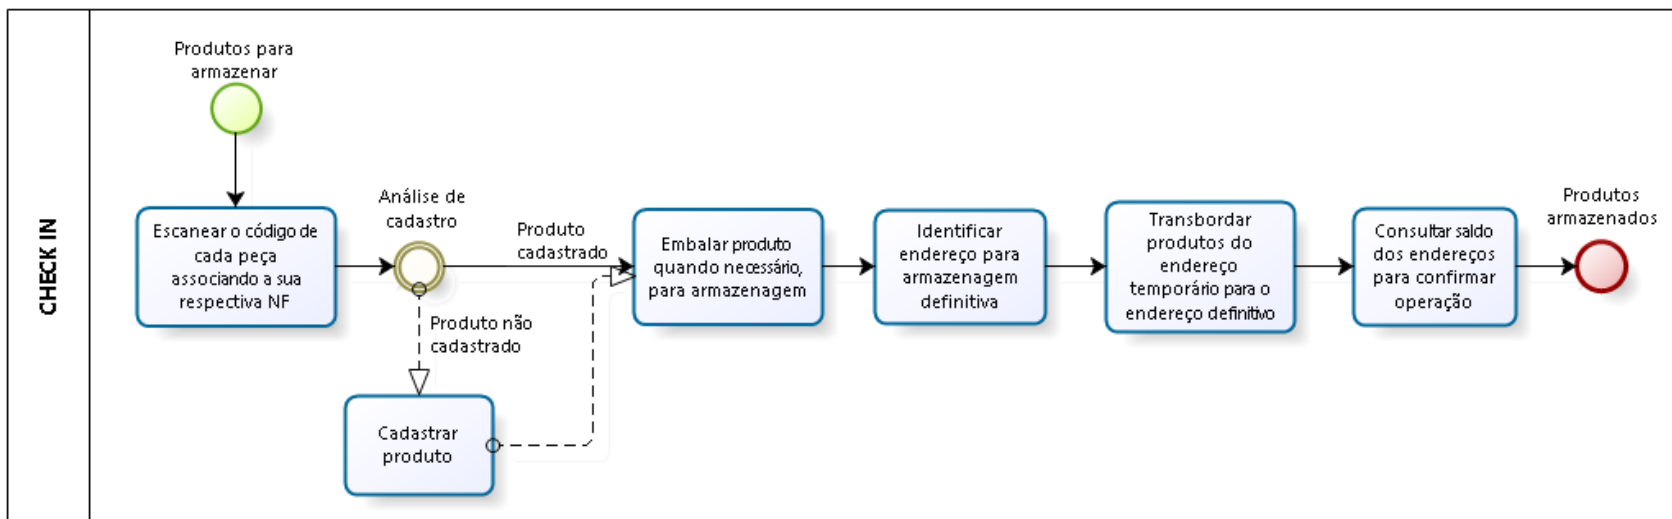 CHECK IN
Produtos para
armazenar
Escanear o código de
cada peça
associando a sua
respectiva NF
Análise de
cadastro
Produto
cadastrado
Produto não
cadastrado
Cadastrar
produto
Embalar produto
quando necessário,
para armazenagem
Identificar
endereço para
armazenagem
definitiva
Transbordar
produtos do
endereço
temporário para o
endereço definitivo
Consultar saldo
dos endereços
para confirmar
operação
Produtos
armazenados